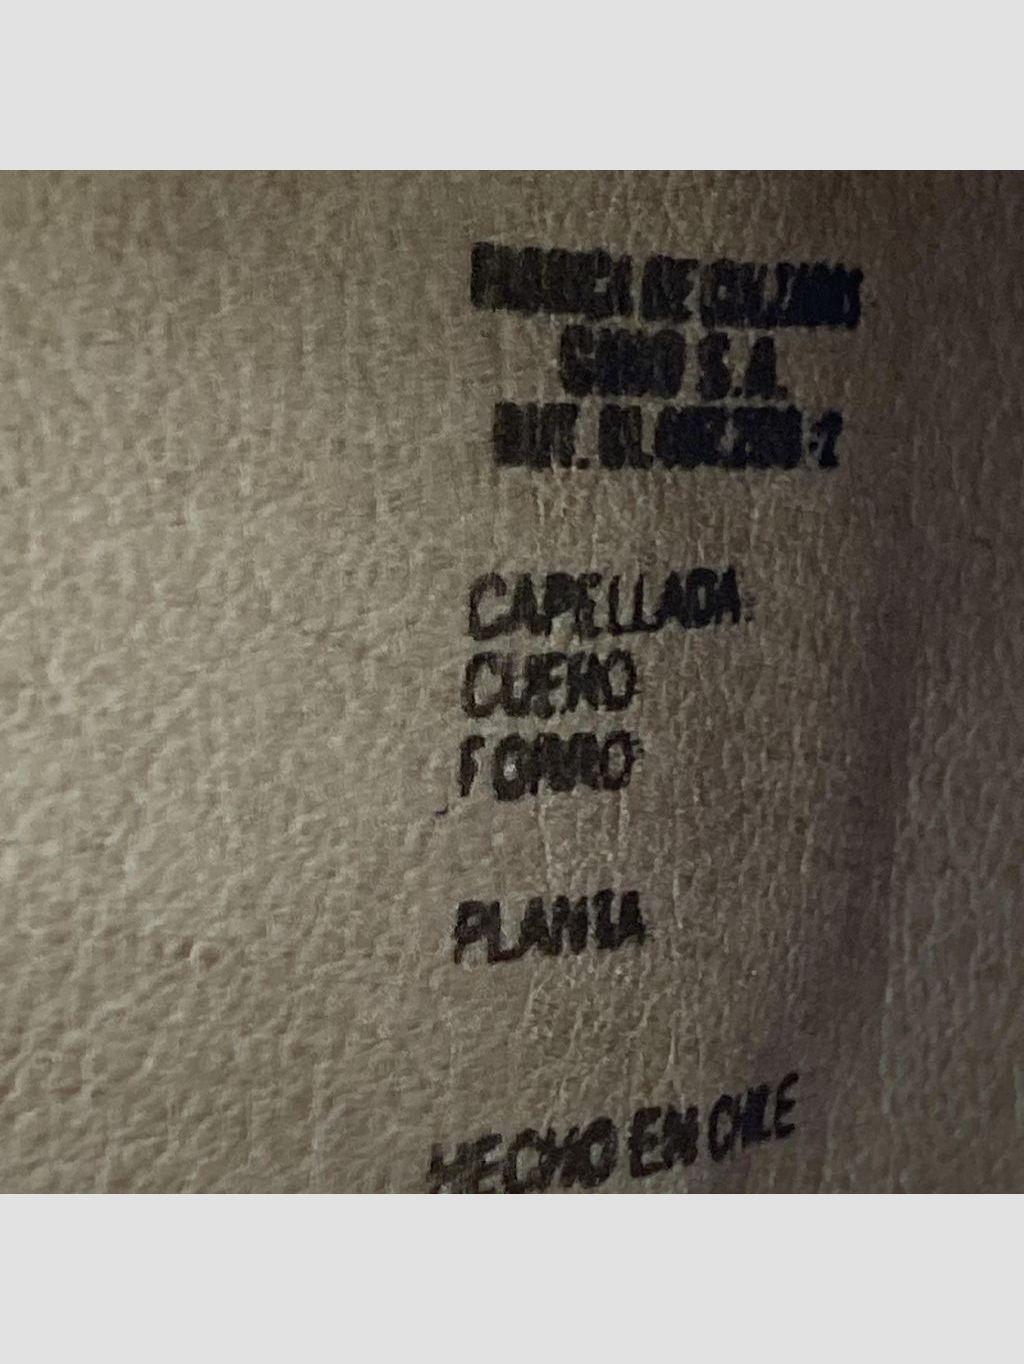 FABRICA DE CALZADOS
S.A.
RUT.
CAPELLADA
CUERO
FORRO
PLANTA
HECHO EN CHILE